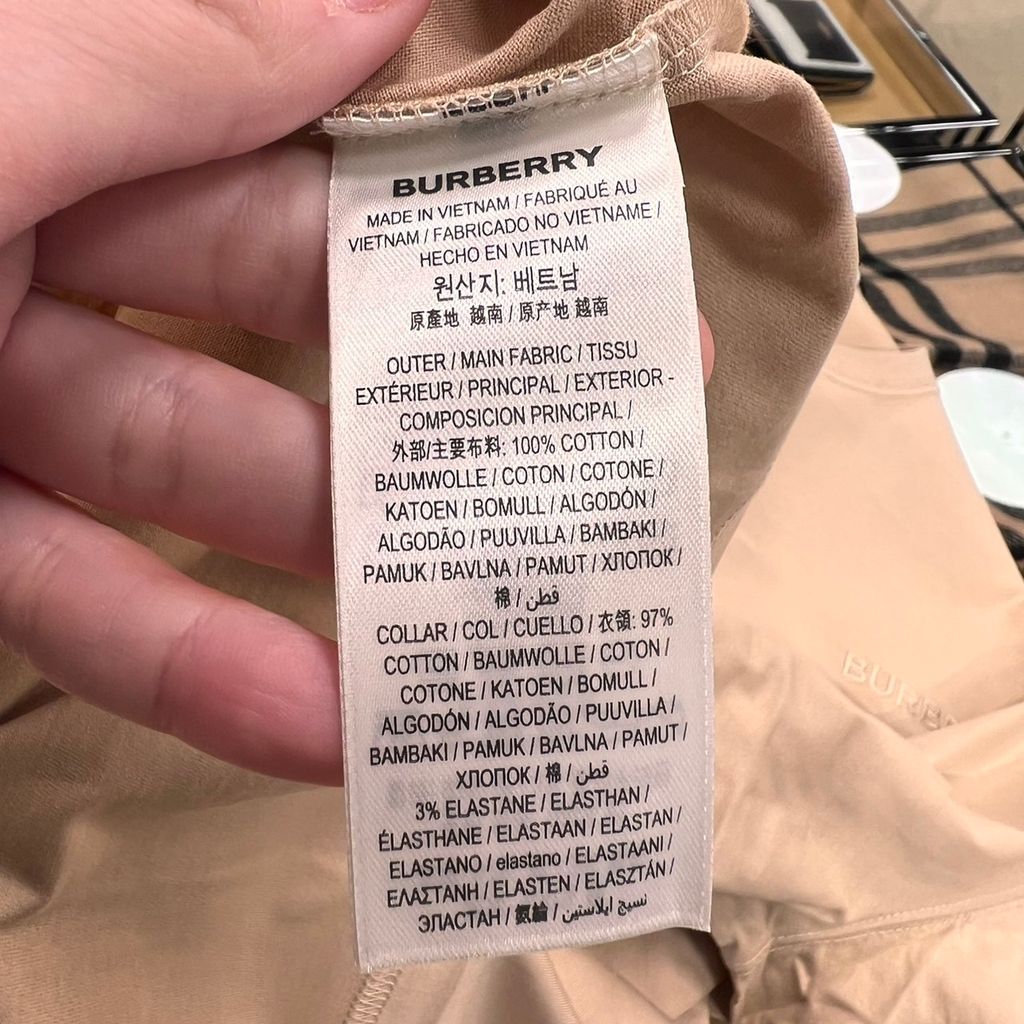 BURBERRY
MADE IN VIETNAM / FABRIQUÉ AU
VIETNAM / FABRICADO NO VIETNAME /
HECHO EN VIETNAM
원산지: 베트남
原產地 越南 / 原产地 越南
OUTER / MAIN FABRIC / TISSU
EXTÉRIEUR / PRINCIPAL / EXTERIOR -
COMPOSICION PRINCIPAL /
外部/主要布料: 100% COTTON /
BAUMWOLLE / COTON / COTONE /
KATOEN / BOMULL / ALGODÓN /
ALGODÃO / PUUVILLA / BAMBAKI /
PAMUK / BAVLNA / PAMUT / ХЛОПОК /
棉 / قطن
COLLAR / COL / CUELLO / 衣領: 97%
COTTON / BAUMWOLLE / COTON /
COTONE / KATOEN / BOMULL /
ALGODÓN / ALGODÃO / PUUVILLA /
BAMBAKI / PAMUK / BAVLNA / PAMUT /
ХЛОПОК / 棉 / قطن
3% ELASTANE / ELASTHAN /
ÉLASTHANE / ELASTAAN / ELASTAN /
ELASTANO / elastano / ELASTAANI /
ΕΛΑΣΤΑΝΗ / ELASTEN / ELASZTÁN /
ЭЛАСТАН / 氨綸 / نسيج ايلاستين